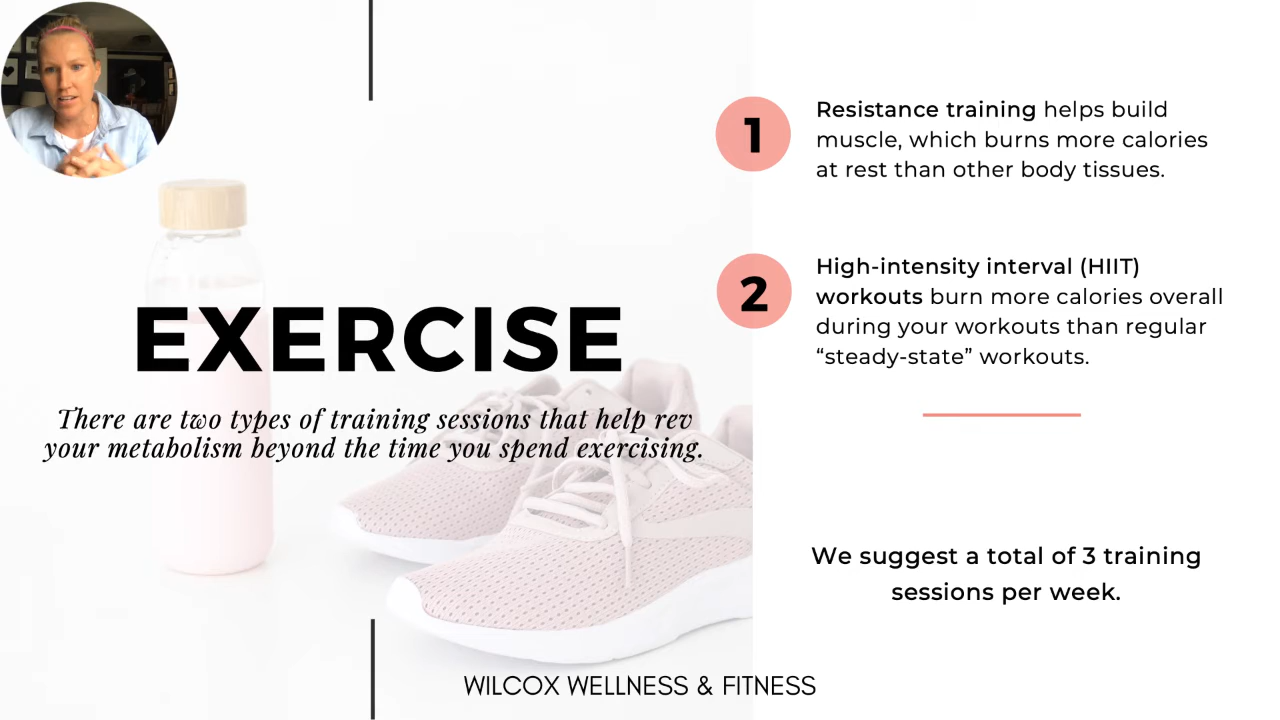 EXERCISE
There are two types of training sessions that help rev
your metabolism beyond the time you spend exercising.
1
Resistance training helps build
muscle, which burns more calories
at rest than other body tissues.
2
High-intensity interval (HIIT)
workouts burn more calories overall
during your workouts than regular
“steady-state” workouts.
We suggest a total of 3 training
sessions per week.
WILCOX WELLNESS & FITNESS